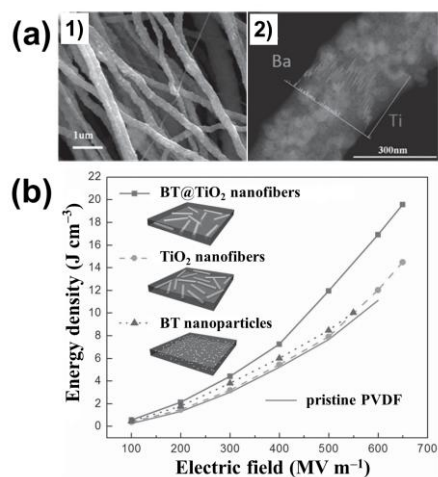 (a)
1)
1um
2)
Ba
Ti
300nm
(b)
Energy density (J cm⁻³)
22
20
18
16
14
12
10
8
6
4
2
0
BT@TiO₂ nanofibers
TiO₂ nanofibers
BT nanoparticles
pristine PVDF
100 200 300 400 500 600 700
Electric field (MV m⁻¹)